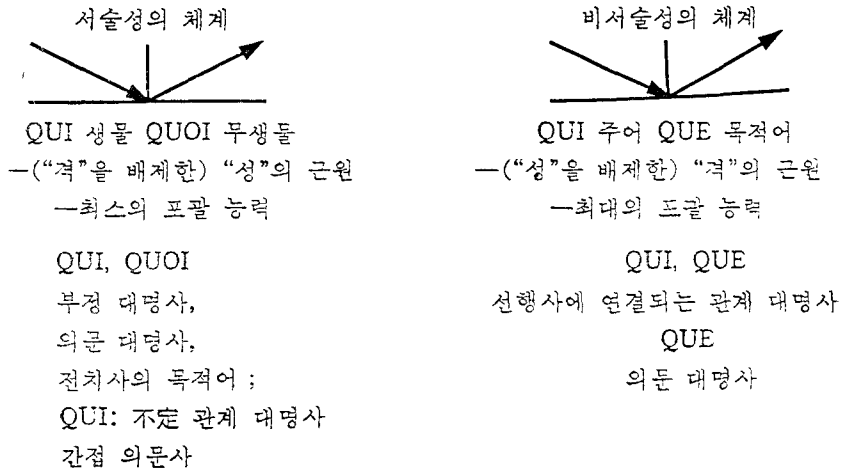 서술성의 체계
QUI 생물 QUOI 무생물
—(“격”을 배제한) “성”의 근원
—최소의 포괄 능력
QUI, QUOI
부정 대명사,
의문 대명사,
전치사의 목적어 ;
QUI: 不定 관계 대명사
간접 의문사
비서술성의 체계
QUI 주어 QUE 목적어
—(“성”을 배제한) “격”의 근원
—최대의 포괄 능력
QUI, QUE
선행사에 연결되는 관계 대명사
QUE
의문 대명사